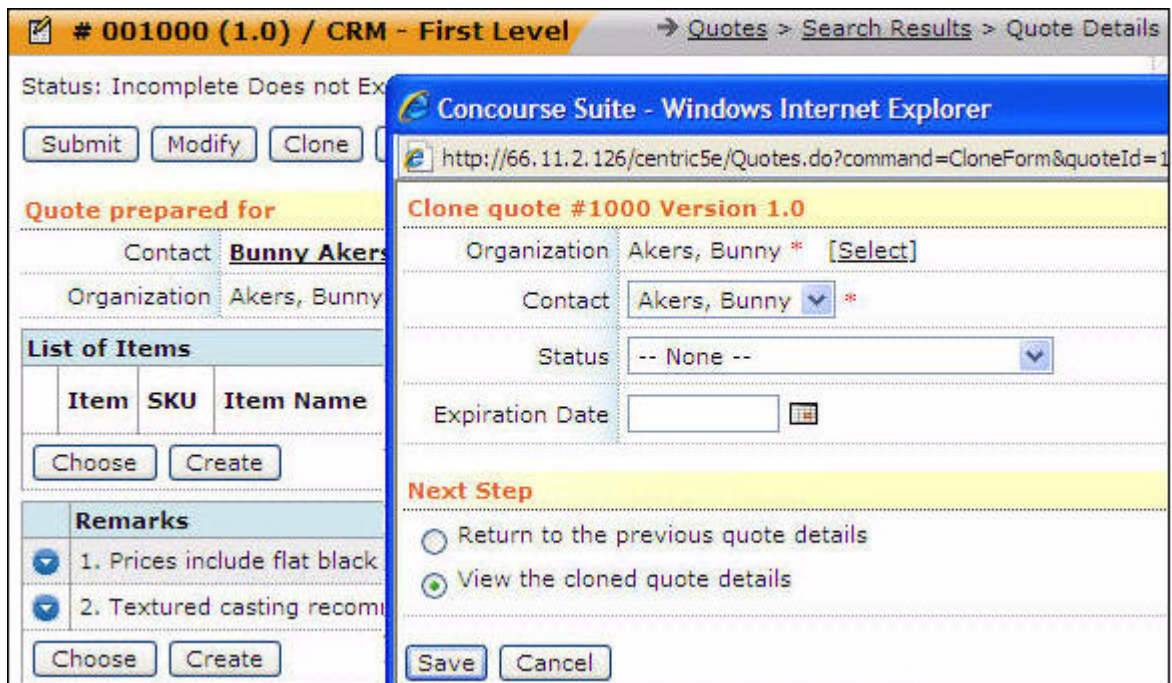 # 001000 (1.0) / CRM - First Level
→ Quotes > Search Results > Quote Details
Status: Incomplete Does not Ex
Submit Modify Clone
Quote prepared for
Contact Bunny Akers
Organization Akers, Bunny
List of Items
Item SKU Item Name
Choose Create
Remarks
1. Prices include flat black
2. Textured casting recom
Choose Create
Concourse Suite - Windows Internet Explorer
http://66.11.2.126/centric5e/Quotes.do?command=CloneForm&quoteId=1
Clone quote #1000 Version 1.0
Organization Akers, Bunny * [Select]
Contact Akers, Bunny *
Status -- None --
Expiration Date
Next Step
Return to the previous quote details
View the cloned quote details
Save Cancel